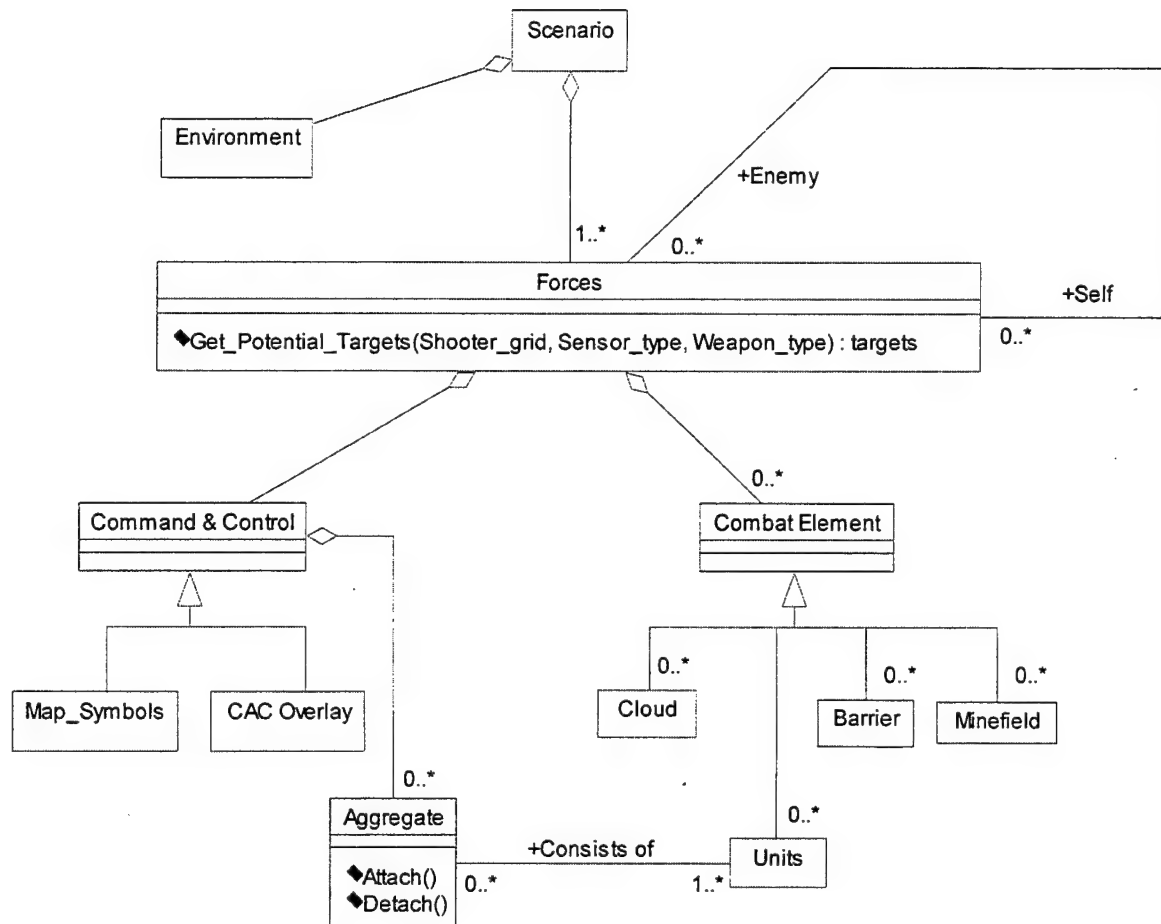 Scenario
Environment
+Enemy
1..*
0..*
Forces
+Self
0..*
◆Get_Potential_Targets(Shooter_grid, Sensor_type, Weapon_type) : targets
0..*
Command & Control
Combat Element
0..*
0..*
0..*
Map_Symbols
CAC Overlay
Cloud
Barrier
Minefield
0..*
0..*
Aggregate
+Consists of
Units
◆Attach()
0..*
1..*
◆Detach()